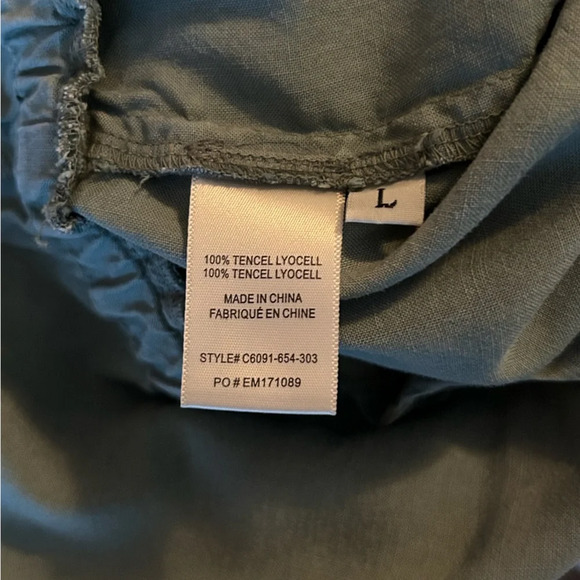 L
100% TENCEL LYOCELL
100% TENCEL LYOCELL
MADE IN CHINA
FABRIQUÉ EN CHINE
STYLE# C6091-654-303
PO # EM171089